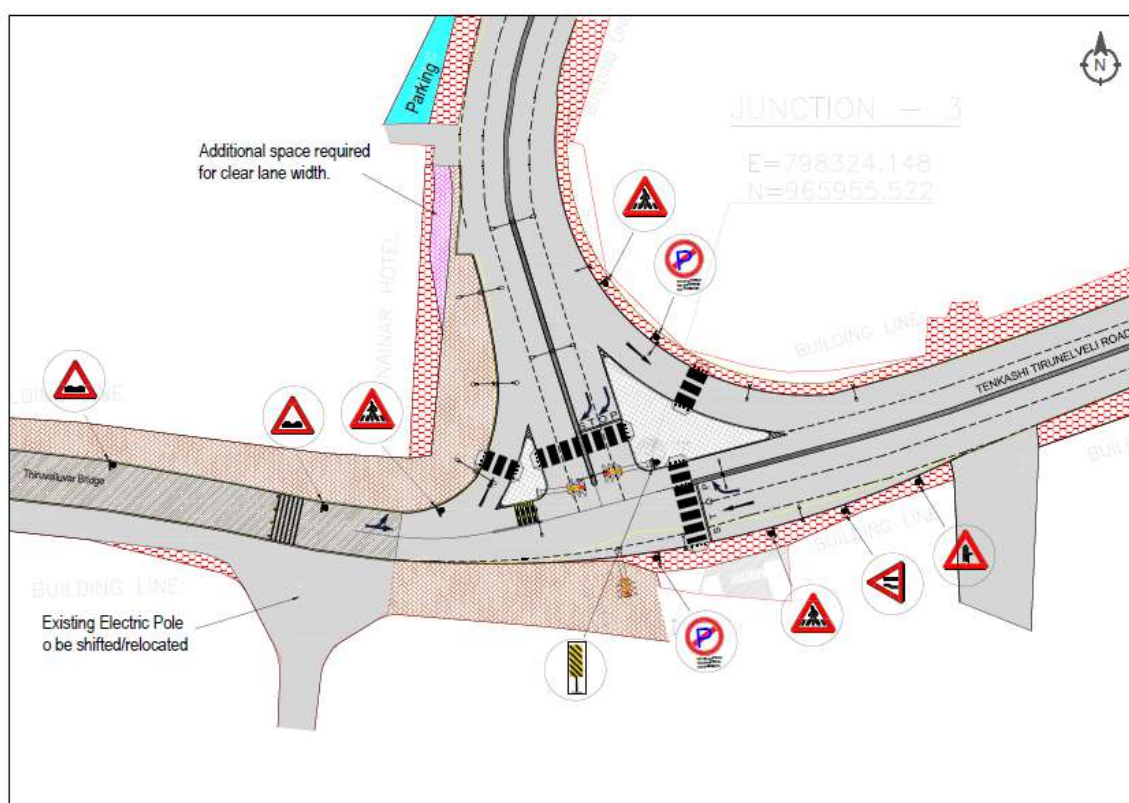 N
Parking
BUILDING LINE
JUNCTION - 3
Additional space required
for clear lane width.
E=798324.148
N=965955.522
NAINAR HOTEL
P
BUILDING LINE
TENKASHI TIRUNELVELI ROAD
LINE
STOP
Thiruvalluvar Bridge
STOP
BUILDING LINE
BUILDING LINE
Existing Electric Pole
o be shifted/relocated
P